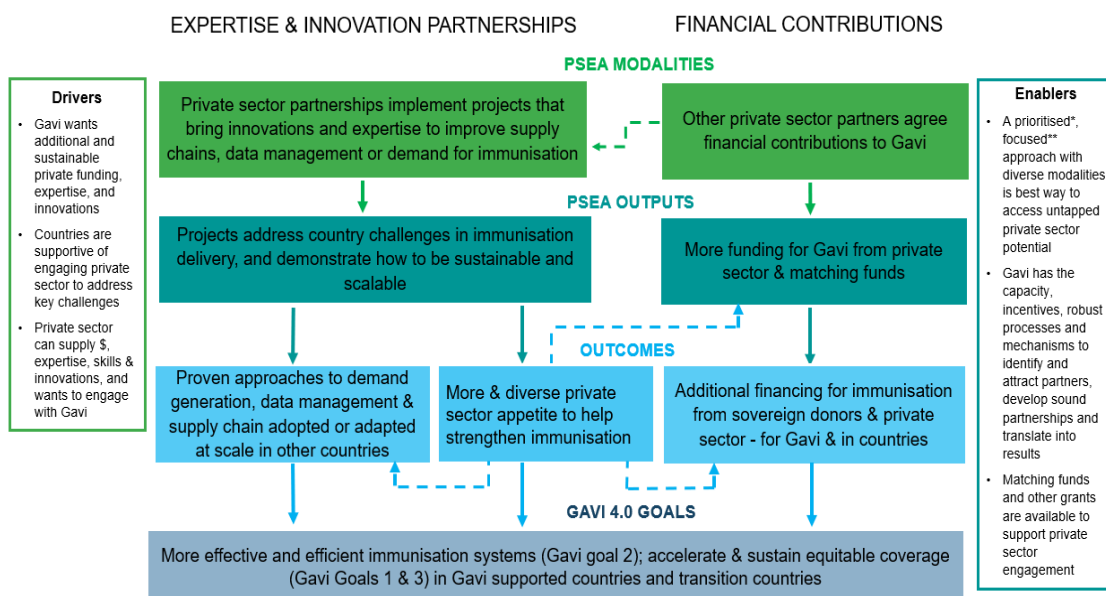 EXPERTISE & INNOVATION PARTNERSHIPS
FINANCIAL CONTRIBUTIONS
PSEA MODALITIES
Drivers
• Gavi wants
additional and
sustainable
private funding,
expertise, and
innovations
• Countries are
supportive of
engaging private
sector to address
key challenges
• Private sector
can supply $,
expertise, skills &
innovations, and
wants to engage
with Gavi
Private sector partnerships implement projects that
bring innovations and expertise to improve supply
chains, data management or demand for immunisation
Other private sector partners agree
financial contributions to Gavi
PSEA OUTPUTS
Projects address country challenges in immunisation
delivery, and demonstrate how to be sustainable and
scalable
More funding for Gavi from private
sector & matching funds
OUTCOMES
Proven approaches to demand
generation, data management &
supply chain adopted or adapted
at scale in other countries
More & diverse private
sector appetite to help
strengthen immunisation
Additional financing for immunisation
from sovereign donors & private
sector - for Gavi & in countries
GAVI 4.0 GOALS
More effective and efficient immunisation systems (Gavi goal 2); accelerate & sustain equitable coverage
(Gavi Goals 1 & 3) in Gavi supported countries and transition countries
Enablers
• A prioritised*,
focused**
approach with
diverse modalities
is best way to
access untapped
private sector
potential
• Gavi has the
capacity,
incentives, robust
processes and
mechanisms to
identify and
attract partners,
develop sound
partnerships and
translate into
results
• Matching funds
and other grants
are available to
support private
sector
engagement